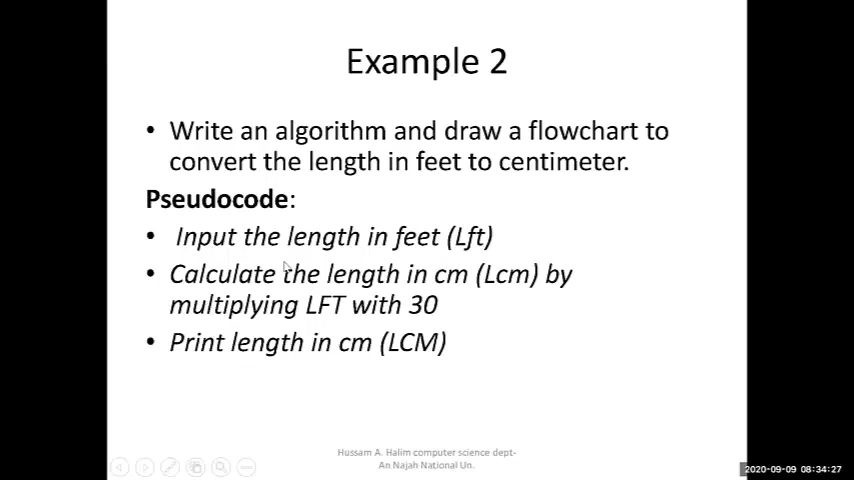 Example 2
• Write an algorithm and draw a flowchart to
convert the length in feet to centimeter.
Pseudocode:
• Input the length in feet (Lft)
• Calculate the length in cm (Lcm) by
multiplying LFT with 30
• Print length in cm (LCM)
Hussam A. Halim computer science dept-
An Najah National Un.
2020-09-09 08:34:27